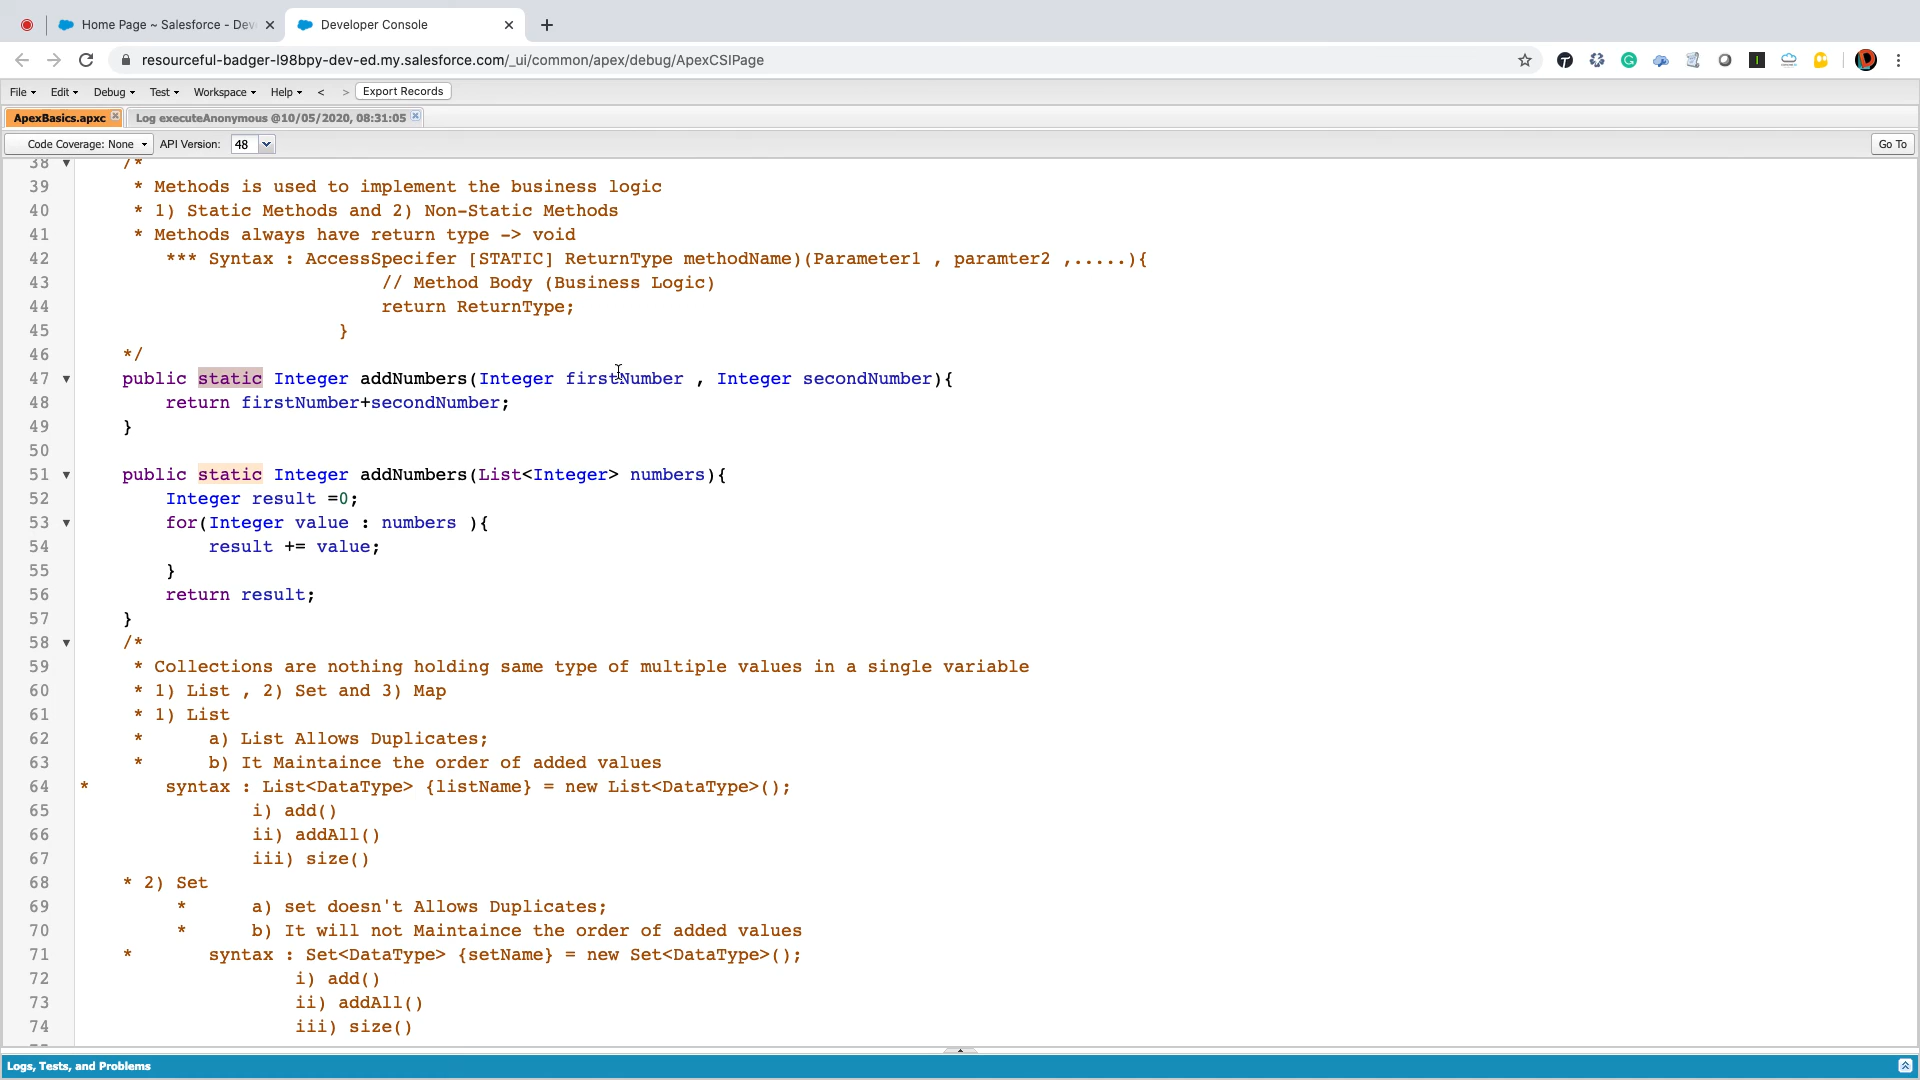 Home Page ~ Salesforce - Dev
Developer Console
resourceful-badger-l98bpy-dev-ed.my.salesforce.com/_ui/common/apex/debug/ApexCSIPage
File Edit Debug Test Workspace Help < > Export Records
ApexBasics.apxc Log executeAnonymous @10/05/2020, 08:31:05
Code Coverage: None API Version: 48 Go To
38 /*
39 * Methods is used to implement the business logic
40 * 1) Static Methods and 2) Non-Static Methods
41 * Methods always have return type -> void
42 *** Syntax : AccessSpecifer [STATIC] ReturnType methodName)(Parameter1 , paramter2 ,.....){
43 // Method Body (Business Logic)
44 return ReturnType;
45 }
46 */
47 public static Integer addNumbers(Integer firstNumber , Integer secondNumber){
48 return firstNumber+secondNumber;
49 }
50
51 public static Integer addNumbers(List<Integer> numbers){
52 Integer result =0;
53 for(Integer value : numbers ){
54 result += value;
55 }
56 return result;
57 }
58 /*
59 * Collections are nothing holding same type of multiple values in a single variable
60 * 1) List , 2) Set and 3) Map
61 * 1) List
62 * a) List Allows Duplicates;
63 * b) It Maintaince the order of added values
64 * syntax : List<DataType> {listName} = new List<DataType>();
65 i) add()
66 ii) addAll()
67 iii) size()
68 * 2) Set
69 * a) set doesn't Allows Duplicates;
70 * b) It will not Maintaince the order of added values
71 * syntax : Set<DataType> {setName} = new Set<DataType>();
72 i) add()
73 ii) addAll()
74 iii) size()
Logs, Tests, and Problems